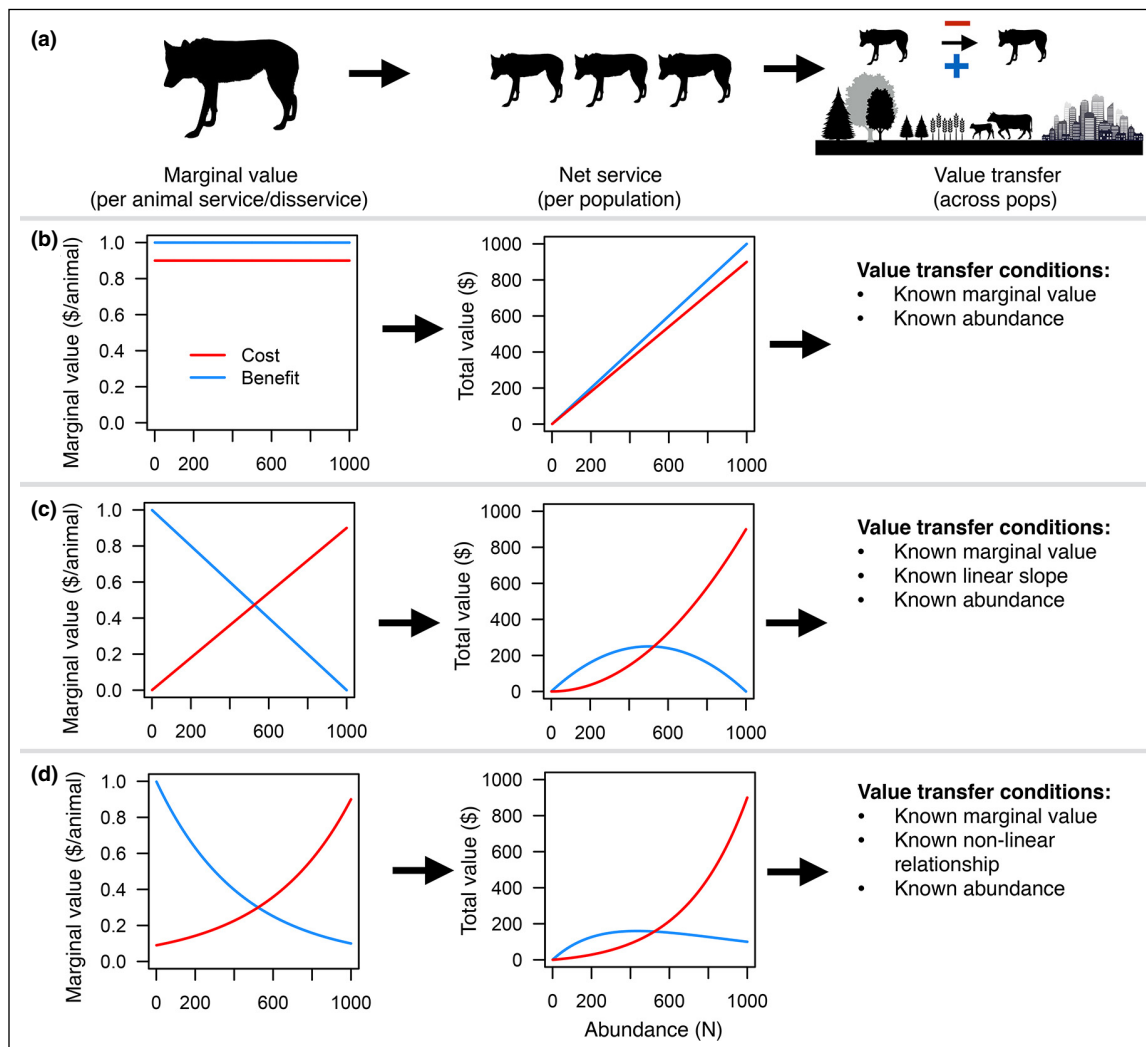 (a)
Marginal value
(per animal service/disservice)
Net service
(per population)
Value transfer
(across pops)
(b)
Marginal value ($/animal)
1.0
0.8
0.6
0.4
0.2
0.0
Cost
Benefit
0 200 600 1000
Total value ($)
1000
800
600
400
200
0
0 200 600 1000
Value transfer conditions:
• Known marginal value
• Known abundance
(c)
Marginal value ($/animal)
1.0
0.8
0.6
0.4
0.2
0.0
0 200 600 1000
Total value ($)
1000
800
600
400
200
0
0 200 600 1000
Value transfer conditions:
• Known marginal value
• Known linear slope
• Known abundance
(d)
Marginal value ($/animal)
1.0
0.8
0.6
0.4
0.2
0.0
0 200 600 1000
Total value ($)
1000
800
600
400
200
0
0 200 600 1000
Abundance (N)
Value transfer conditions:
• Known marginal value
• Known non-linear
relationship
• Known abundance